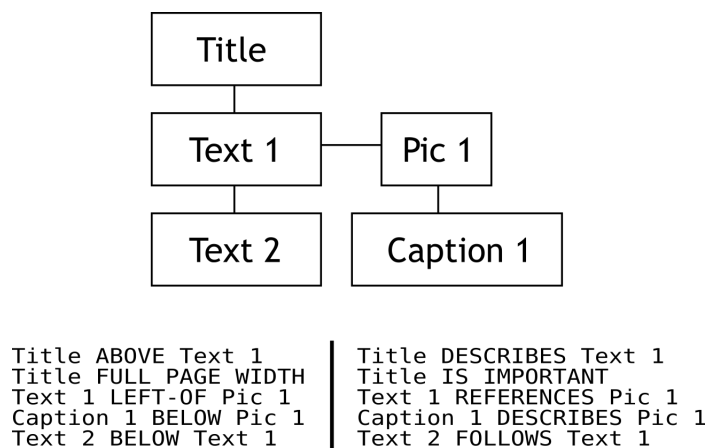 Title
Text 1
Pic 1
Text 2
Caption 1
Title ABOVE Text 1
Title FULL PAGE WIDTH
Text 1 LEFT-OF Pic 1
Caption 1 BELOW Pic 1
Text 2 BELOW Text 1
Title DESCRIBES Text 1
Title IS IMPORTANT
Text 1 REFERENCES Pic 1
Caption 1 DESCRIBES Pic 1
Text 2 FOLLOWS Text 1